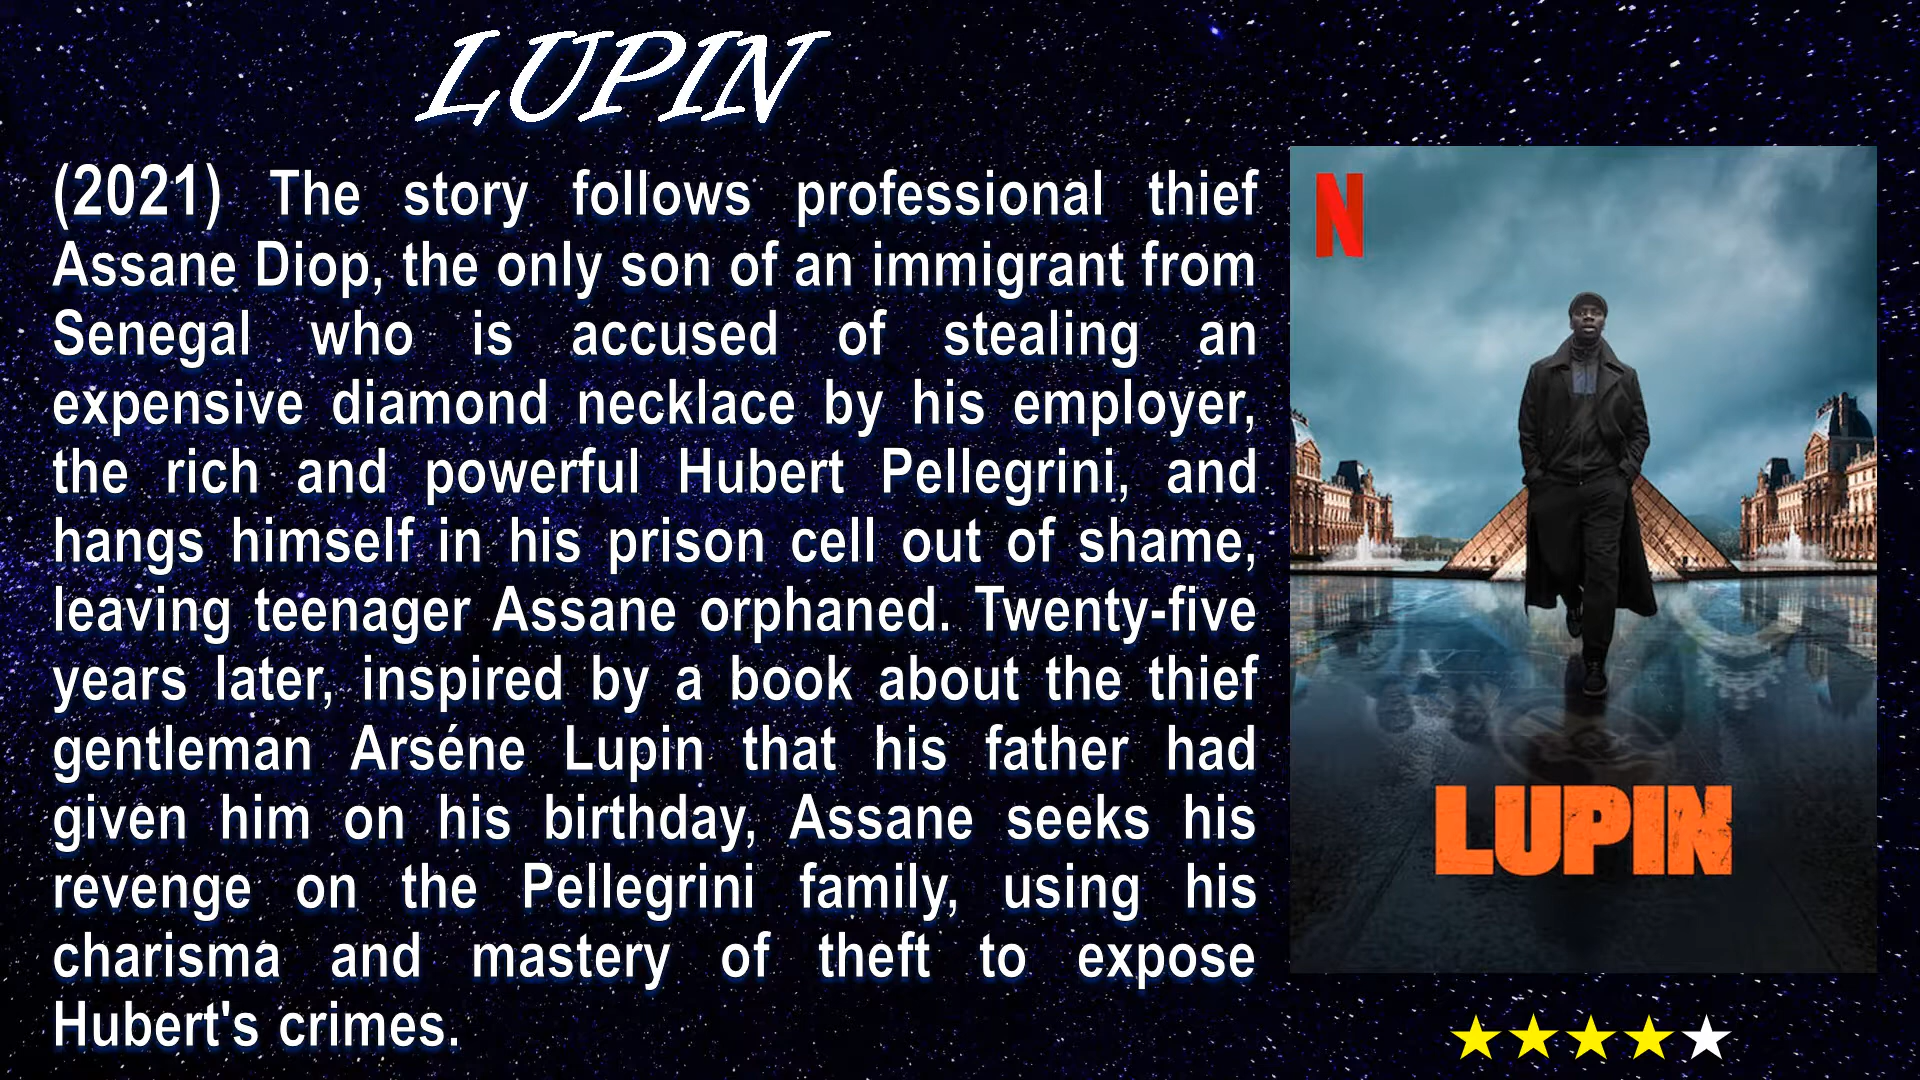 LUPIN
(2021) The story follows professional thief
Assane Diop, the only son of an immigrant from
Senegal who is accused of stealing an
expensive diamond necklace by his employer,
the rich and powerful Hubert Pellegrini, and
hangs himself in his prison cell out of shame,
leaving teenager Assane orphaned. Twenty-five
years later, inspired by a book about the thief
gentleman Arséne Lupin that his father had
given him on his birthday, Assane seeks his
revenge on the Pellegrini family, using his
charisma and mastery of theft to expose
Hubert's crimes.
N
LUPIN